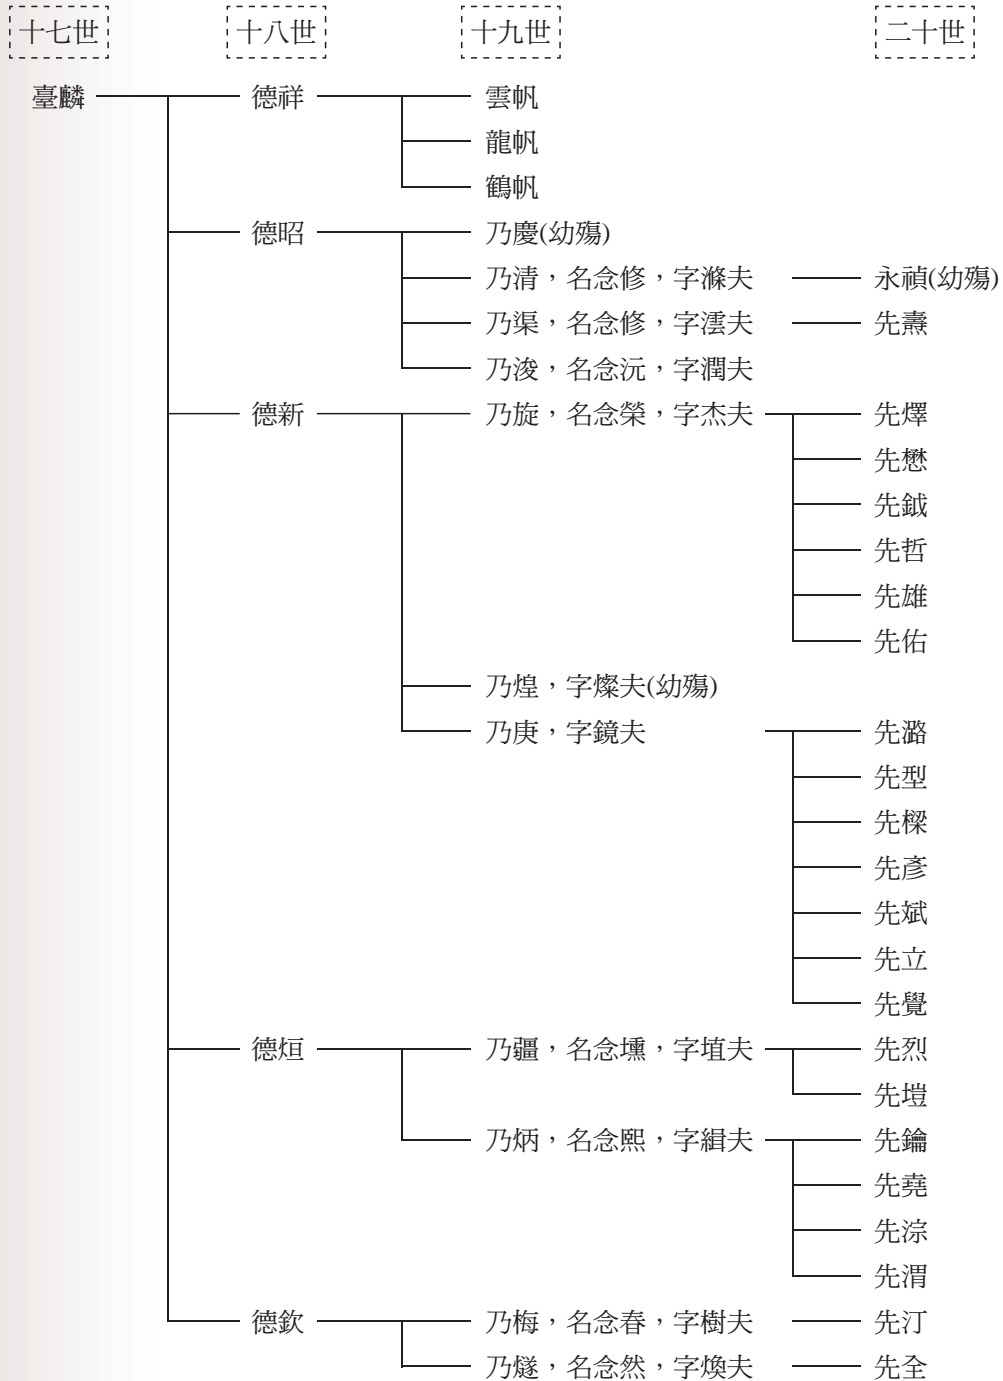 十七世 十八世 十九世 二十世
臺麟 德祥 雲帆
龍帆
鶴帆
德昭 乃慶(幼殤)
乃清，名念修，字滌夫 永禎(幼殤)
乃渠，名念修，字澐夫 先燾
乃浚，名念沅，字潤夫
德新 乃旋，名念榮，字杰夫 先燡
先懋
先鉞
先哲
先雄
先佑
乃煌，字燦夫(幼殤)
乃庚，字鏡夫 先潞
先型
先樑
先彥
先斌
先立
先覺
德烜 乃疆，名念壎，字埴夫 先烈
先塏
乃炳，名念熙，字緝夫 先鑰
先堯
先淙
先渭
德欽 乃梅，名念春，字樹夫 先汀
乃燧，名念然，字煥夫 先全